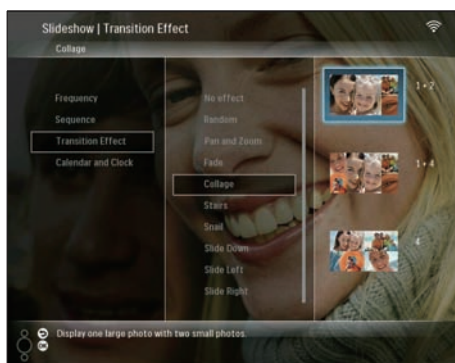 Slideshow | Transition Effect
Collage
Frequency
Sequence
Transition Effect
Calendar and Clock
No effect
Random
Pan and Zoom
Fade
Collage
Stairs
Snail
Slide Down
Slide Left
Slide Right
1 + 2
1 + 4
4
Display one large photo with two small photos.
OK